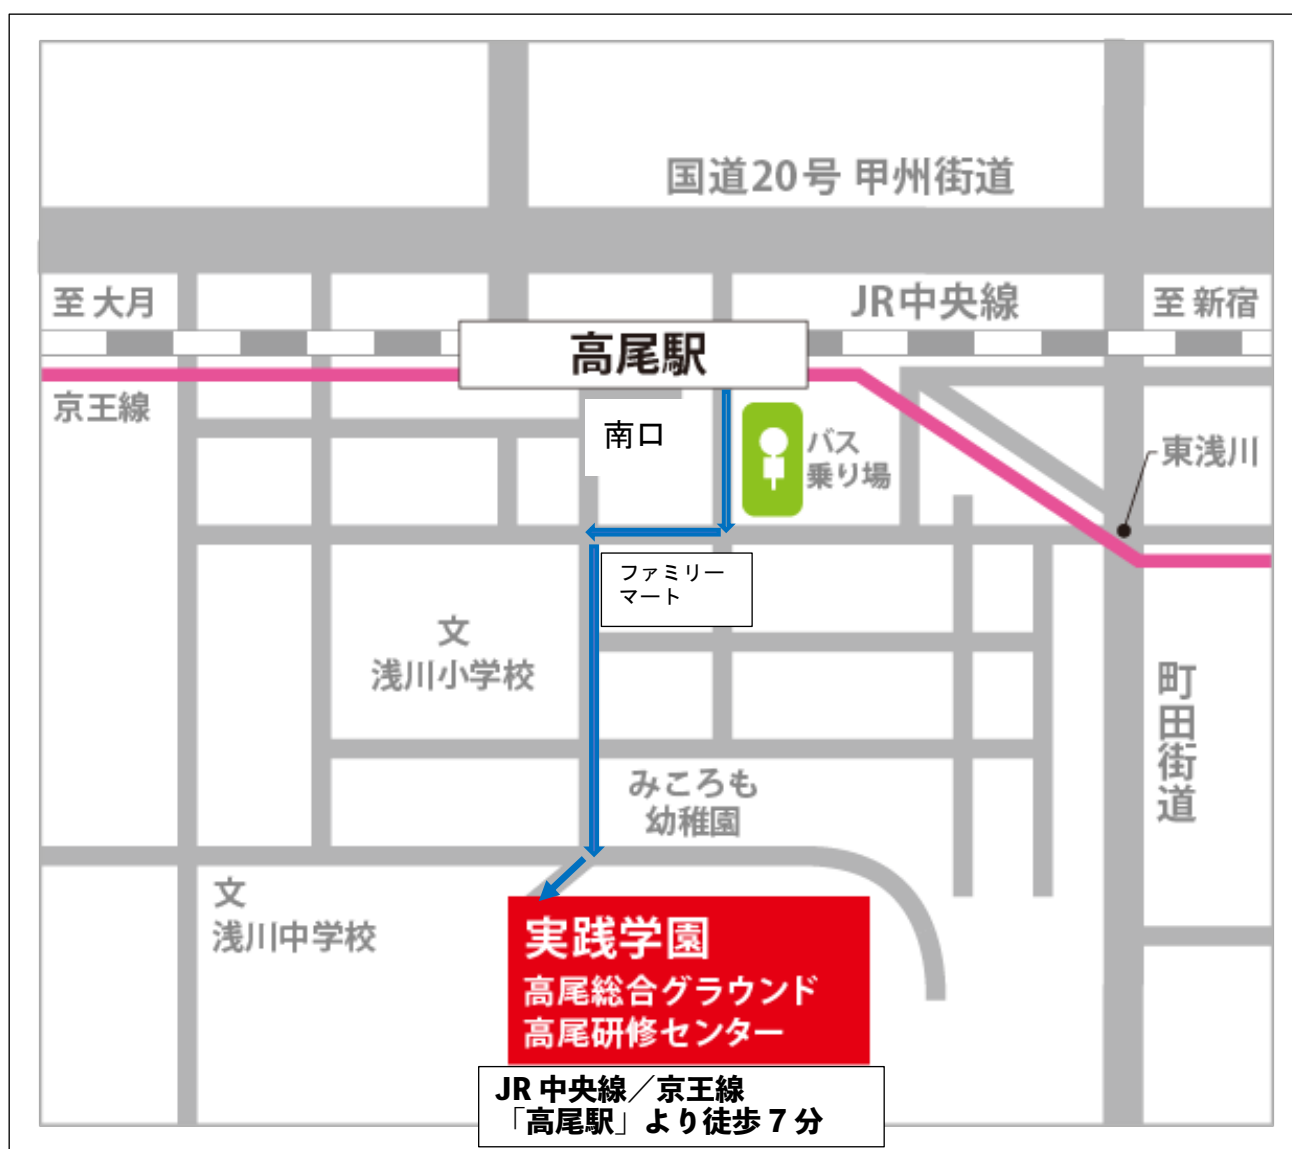 国道20号 甲州街道
至 大月
JR中央線
至 新宿
高尾駅
京王線
南口
バス
乗り場
東浅川
ファミリー
マート
文
浅川小学校
町田街道
みころも
幼稚園
文
浅川中学校
実践学園
高尾総合グラウンド
高尾研修センター
JR 中央線／京王線
「高尾駅」より徒歩 7 分